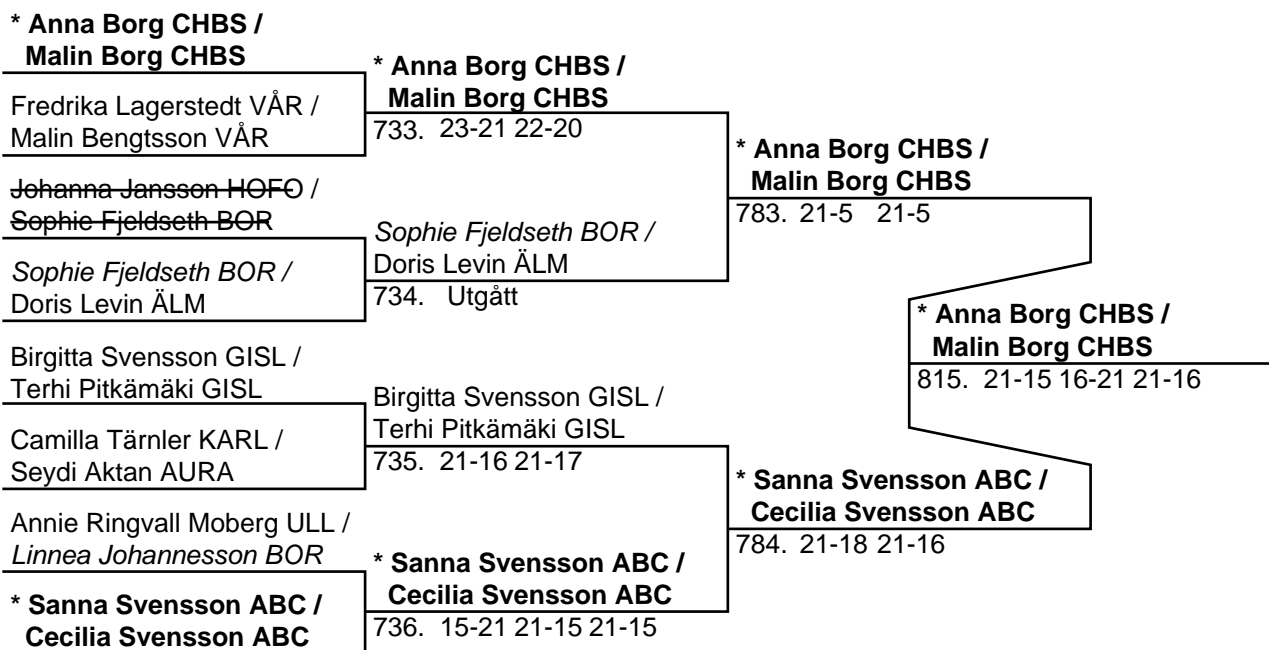 * Anna Borg CHBS /
Malin Borg CHBS
Fredrika Lagerstedt VÅR /
Malin Bengtsson VÅR
Johanna Jansson HOFO /
Sophie Fjeldseth BOR
Sophie Fjeldseth BOR /
Doris Levin ÄLM
Birgitta Svensson GISL /
Terhi Pitkämäki GISL
Camilla Tärnler KARL /
Seydi Aktan AURA
Annie Ringvall Moberg ULL /
Linnea Johannesson BOR
* Sanna Svensson ABC /
Cecilia Svensson ABC
* Anna Borg CHBS /
Malin Borg CHBS
733. 23-21 22-20
Sophie Fjeldseth BOR /
Doris Levin ÄLM
734. Utgått
Birgitta Svensson GISL /
Terhi Pitkämäki GISL
735. 21-16 21-17
* Sanna Svensson ABC /
Cecilia Svensson ABC
736. 15-21 21-15 21-15
* Anna Borg CHBS /
Malin Borg CHBS
783. 21-5 21-5
* Sanna Svensson ABC /
Cecilia Svensson ABC
784. 21-18 21-16
* Anna Borg CHBS /
Malin Borg CHBS
815. 21-15 16-21 21-16